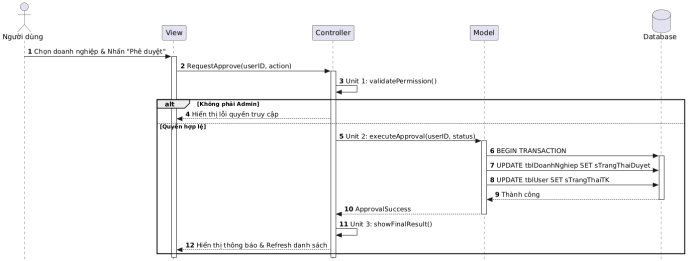 Người dùng
View
Controller
Model
Database
1 Chọn doanh nghiệp & Nhấn "Phê duyệt"
2 RequestApprove(userID, action)
3 Unit 1: validatePermission()
alt [Không phải Admin]
4 Hiển thị lỗi quyền truy cập
[Quyền hợp lệ]
5 Unit 2: executeApproval(userID, status)
6 BEGIN TRANSACTION
7 UPDATE tblDoanhNghiep SET sTrangThaiDuyet
8 UPDATE tblUser SET sTrangThaiTK
9 Thành công
10 ApprovalSuccess
11 Unit 3: showFinalResult()
12 Hiển thị thông báo & Refresh danh sách